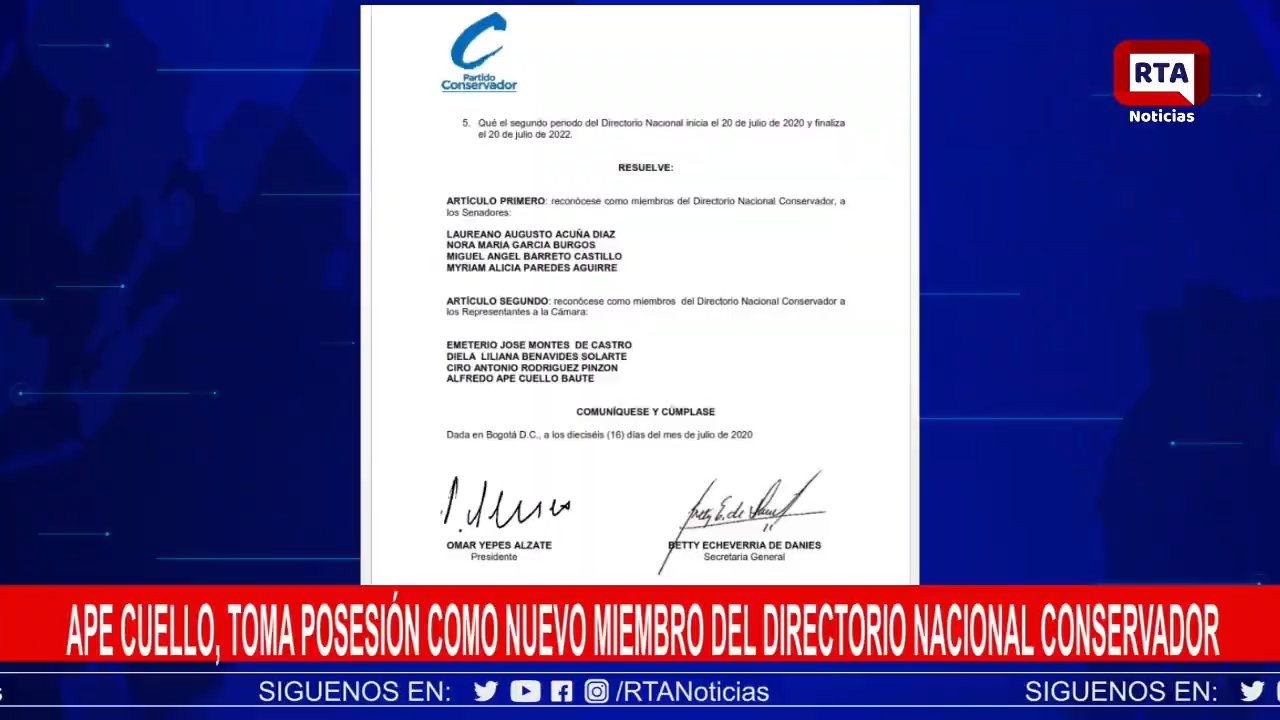 RTA
Noticias
Partido
Conservador
5. Qué el segundo periodo del Directorio Nacional inicia el 20 de julio de 2020 y finaliza
el 20 de julio de 2022.
RESUELVE:
ARTÍCULO PRIMERO: reconócese como miembros del Directorio Nacional Conservador, a
los Senadores:
LAUREANO AUGUSTO ACUÑA DIAZ
NORA MARIA GARCIA BURGOS
MIGUEL ANGEL BARRETO CASTILLO
MYRIAM ALICIA PAREDES AGUIRRE
ARTÍCULO SEGUNDO: reconócese como miembros del Directorio Nacional Conservador a
los Representantes a la Cámara:
EMETERIO JOSE MONTES DE CASTRO
DIELA LILIANA BENAVIDES SOLARTE
CIRO ANTONIO RODRIGUEZ PINZON
ALFREDO APE CUELLO BAUTE
COMUNÍQUESE Y CÚMPLASE
Dada en Bogotá D.C., a los dieciséis (16) días del mes de julio de 2020
OMAR YEPES ALZATE
Presidente
BETTY ECHEVERRIA DE DANIES
Secretaria General
APE CUELLO, TOMA POSESIÓN COMO NUEVO MIEMBRO DEL DIRECTORIO NACIONAL CONSERVADOR
s SIGUENOS EN: /RTANoticias SIGUENOS EN: